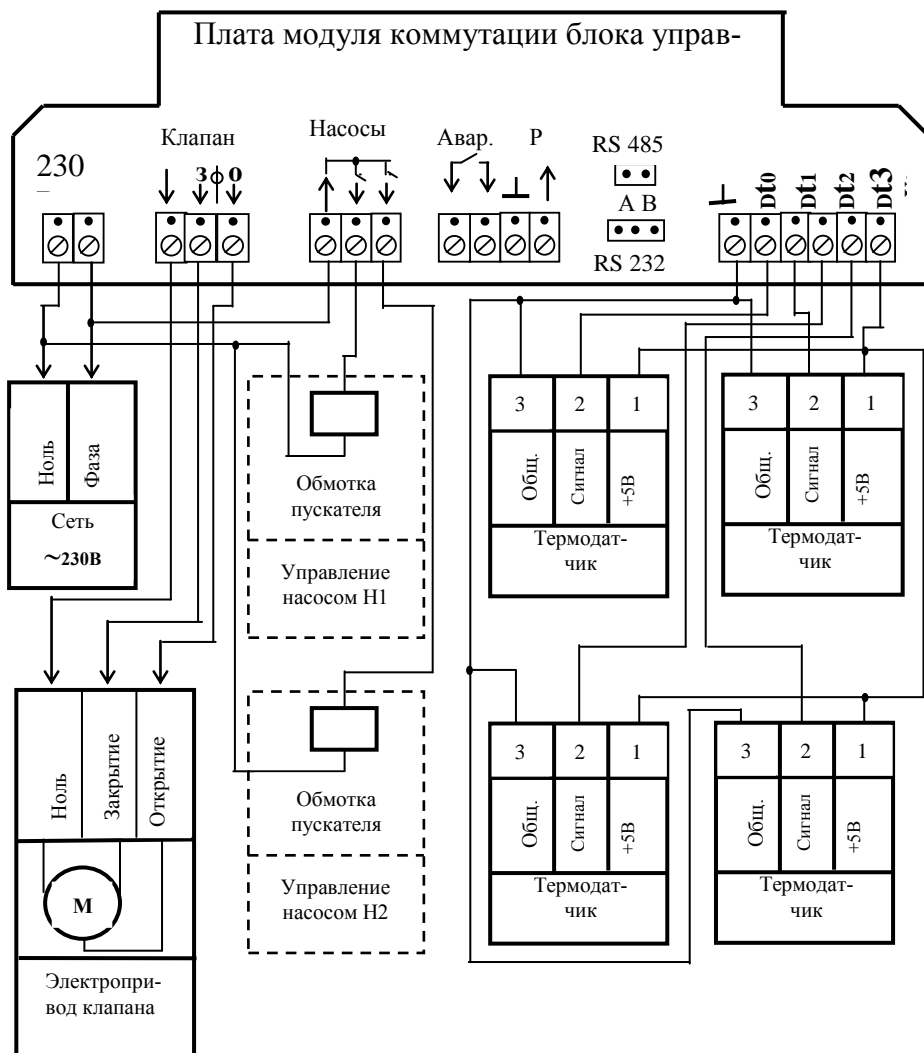 Плата модуля коммутации блока управ-
230
Клапан
З ф О
Насосы
Авар.
Р
RS 485
А В
RS 232
Dt0
Dt1
Dt2
Dt3
Ноль
Фаза
Сеть
~230В
Обмотка
пускателя
Управление
насосом Н1
Обмотка
пускателя
Управление
насосом Н2
3 2 1
Общ.
Сигнал
+5В
Термодат-
чик
3 2 1
Общ.
Сигнал
+5В
Термодат-
чик
3 2 1
Общ.
Сигнал
+5В
Термодат-
чик
3 2 1
Общ.
Сигнал
+5В
Термодат-
чик
Ноль
Закрытие
Открытие
М
Электропри-
вод клапана